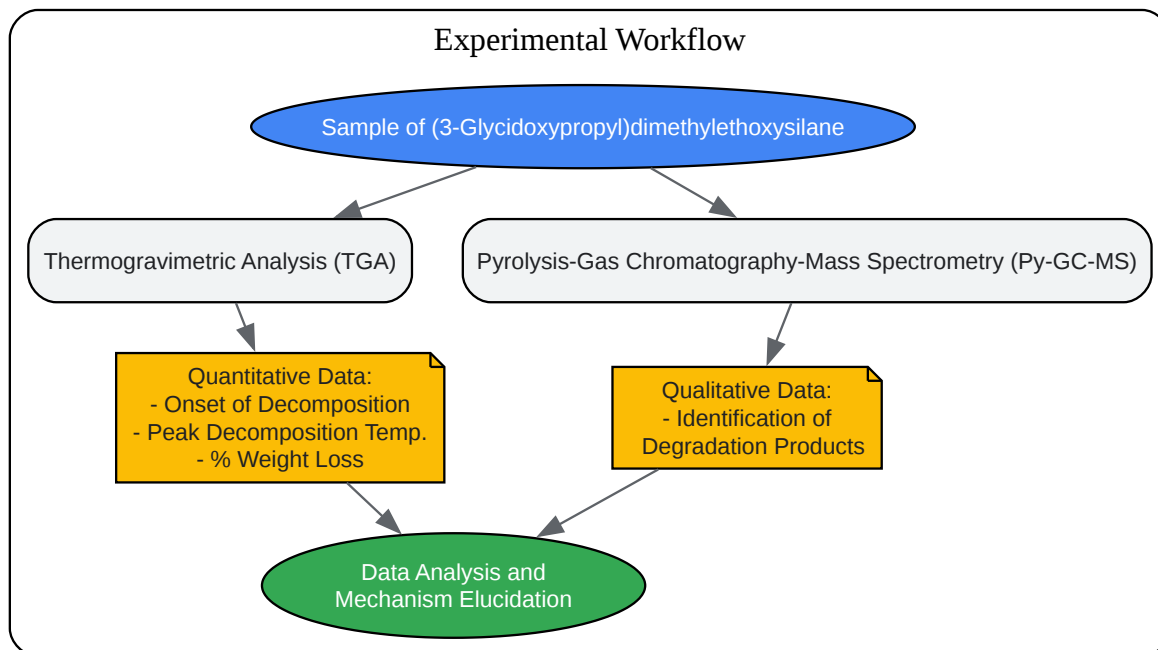 Experimental Workflow
Sample of (3-Glycidoxypropyl)dimethylethoxysilane
Thermogravimetric Analysis (TGA)
Pyrolysis-Gas Chromatography-Mass Spectrometry (Py-GC-MS)
Quantitative Data:
- Onset of Decomposition
- Peak Decomposition Temp.
- % Weight Loss
Qualitative Data:
- Identification of
Degradation Products
Data Analysis and
Mechanism Elucidation